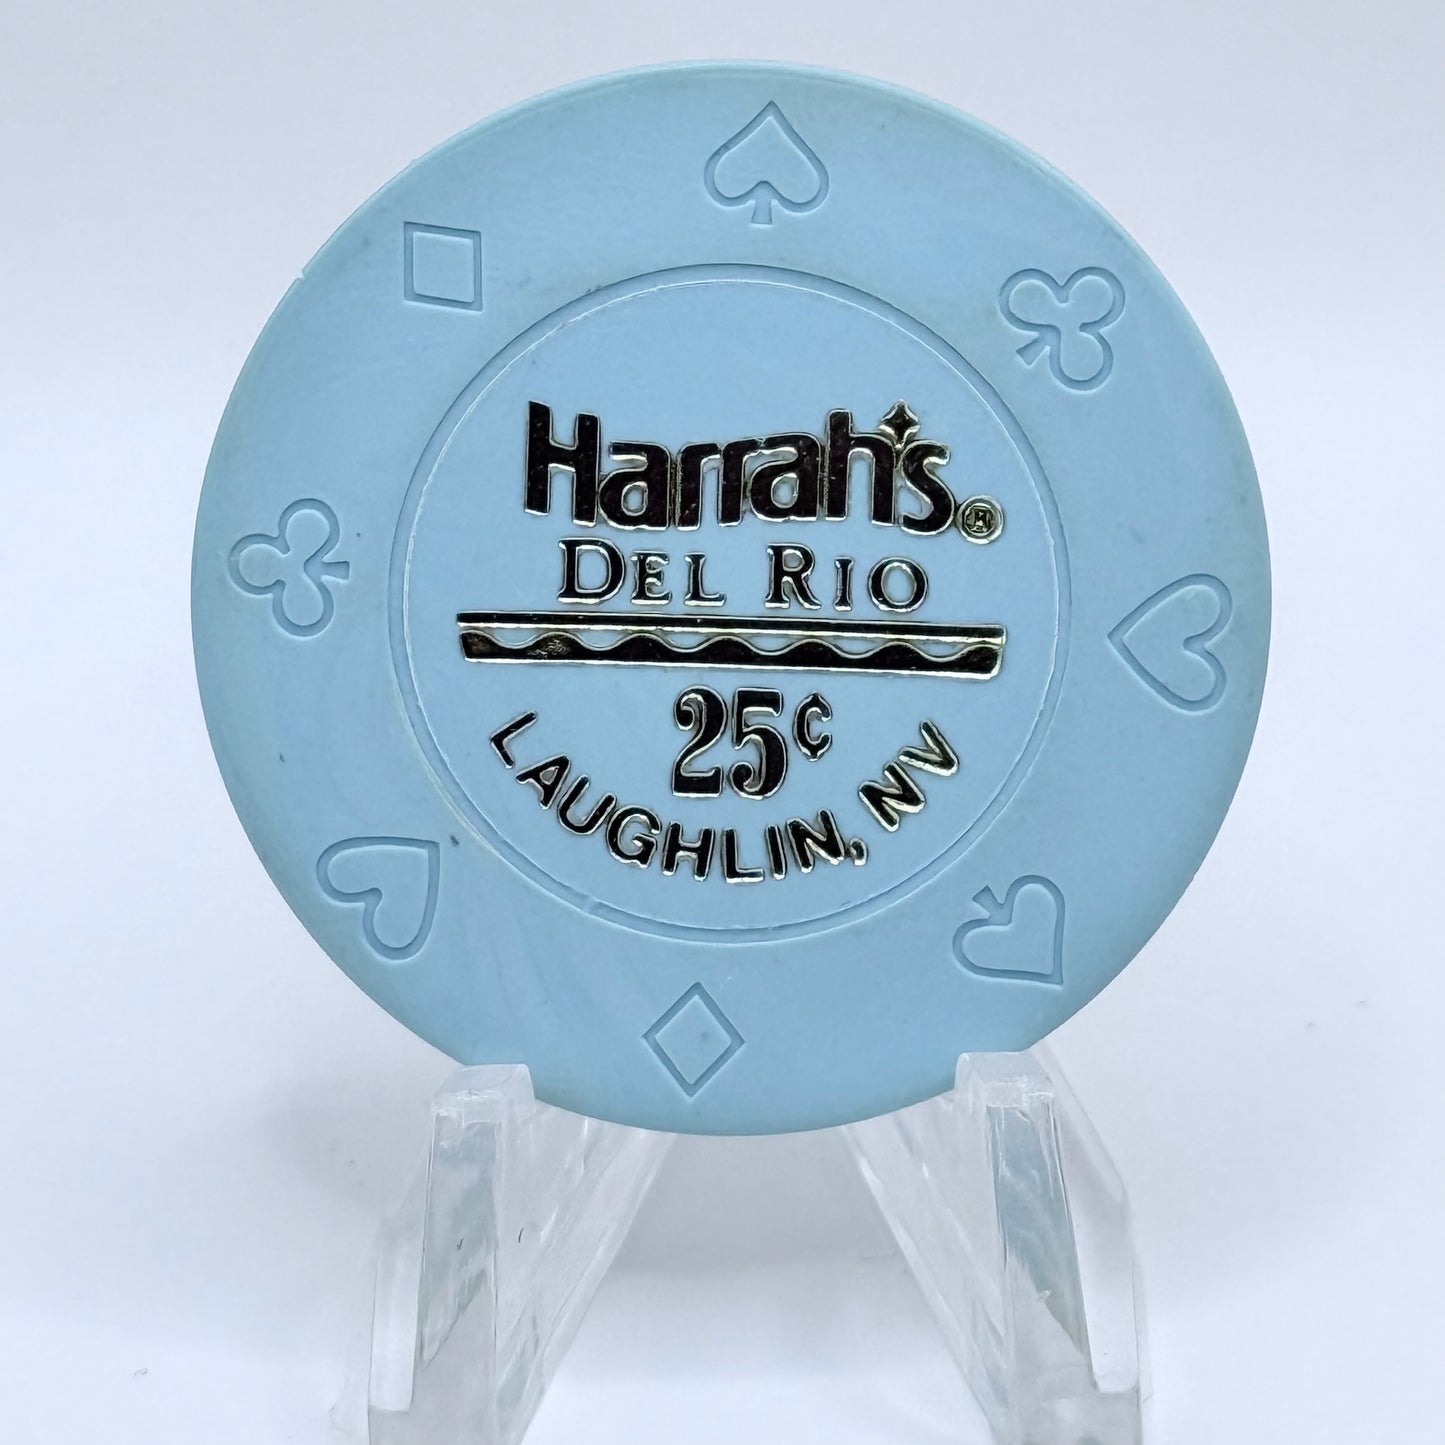 Harrah's®
DEL RIO
25¢
LAUGHLIN, NV